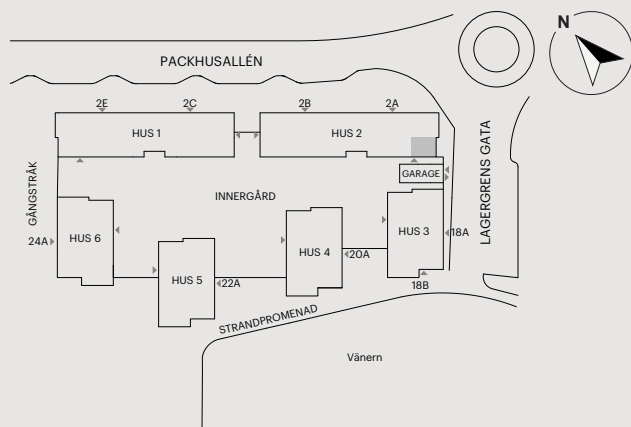 N
PACKHUSALLÉN
2E
2C
2B
2A
HUS 1
HUS 2
GARAGE
GÅNGSTRÅK
INNERGÅRD
LAGERGRENS GATA
24A
HUS 6
HUS 5
22A
HUS 4
20A
HUS 3
18A
18B
STRANDPROMENAD
Vänern